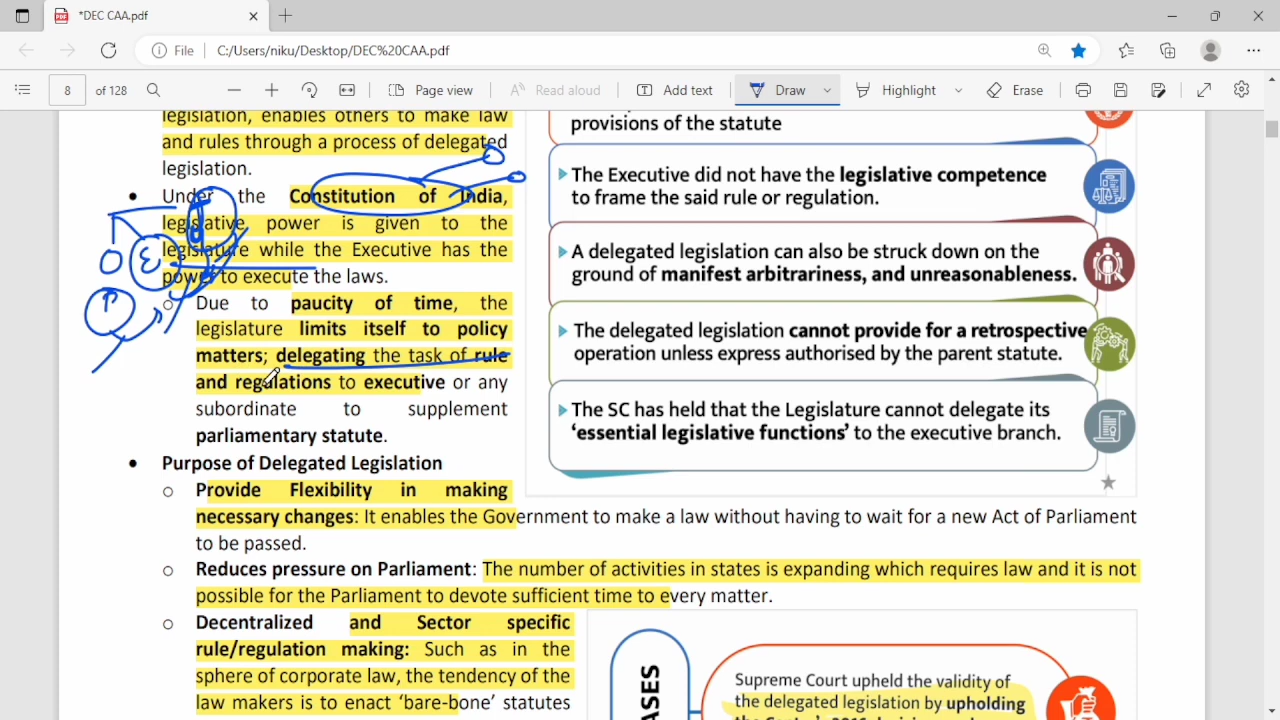 *DEC CAA.pdf
File
C:/Users/niku/Desktop/DEC%20CAA.pdf
8
of 128
Page view
Read aloud
Add text
Draw
Highlight
Erase
legislation, enables others to make law
and rules through a process of delegated
legislation.
• Under the Constitution of India,
legislative power is given to the
legislature while the Executive has the
power to execute the laws.
o Due to paucity of time, the
legislature limits itself to policy
matters; delegating the task of rule
and regulations to executive or any
subordinate to supplement
parliamentary statute.
• Purpose of Delegated Legislation
o Provide Flexibility in making
necessary changes: It enables the Government to make a law without having to wait for a new Act of Parliament
to be passed.
o Reduces pressure on Parliament: The number of activities in states is expanding which requires law and it is not
possible for the Parliament to devote sufficient time to every matter.
o Decentralized and Sector specific
rule/regulation making: Such as in the
sphere of corporate law, the tendency of the
law makers is to enact ‘bare-bone’ statutes
provisions of the statute
The Executive did not have the legislative competence
to frame the said rule or regulation.
A delegated legislation can also be struck down on the
ground of manifest arbitrariness, and unreasonableness.
The delegated legislation cannot provide for a retrospective
operation unless express authorised by the parent statute.
The SC has held that the Legislature cannot delegate its
‘essential legislative functions’ to the executive branch.
ASES
Supreme Court upheld the validity of
the delegated legislation by upholding